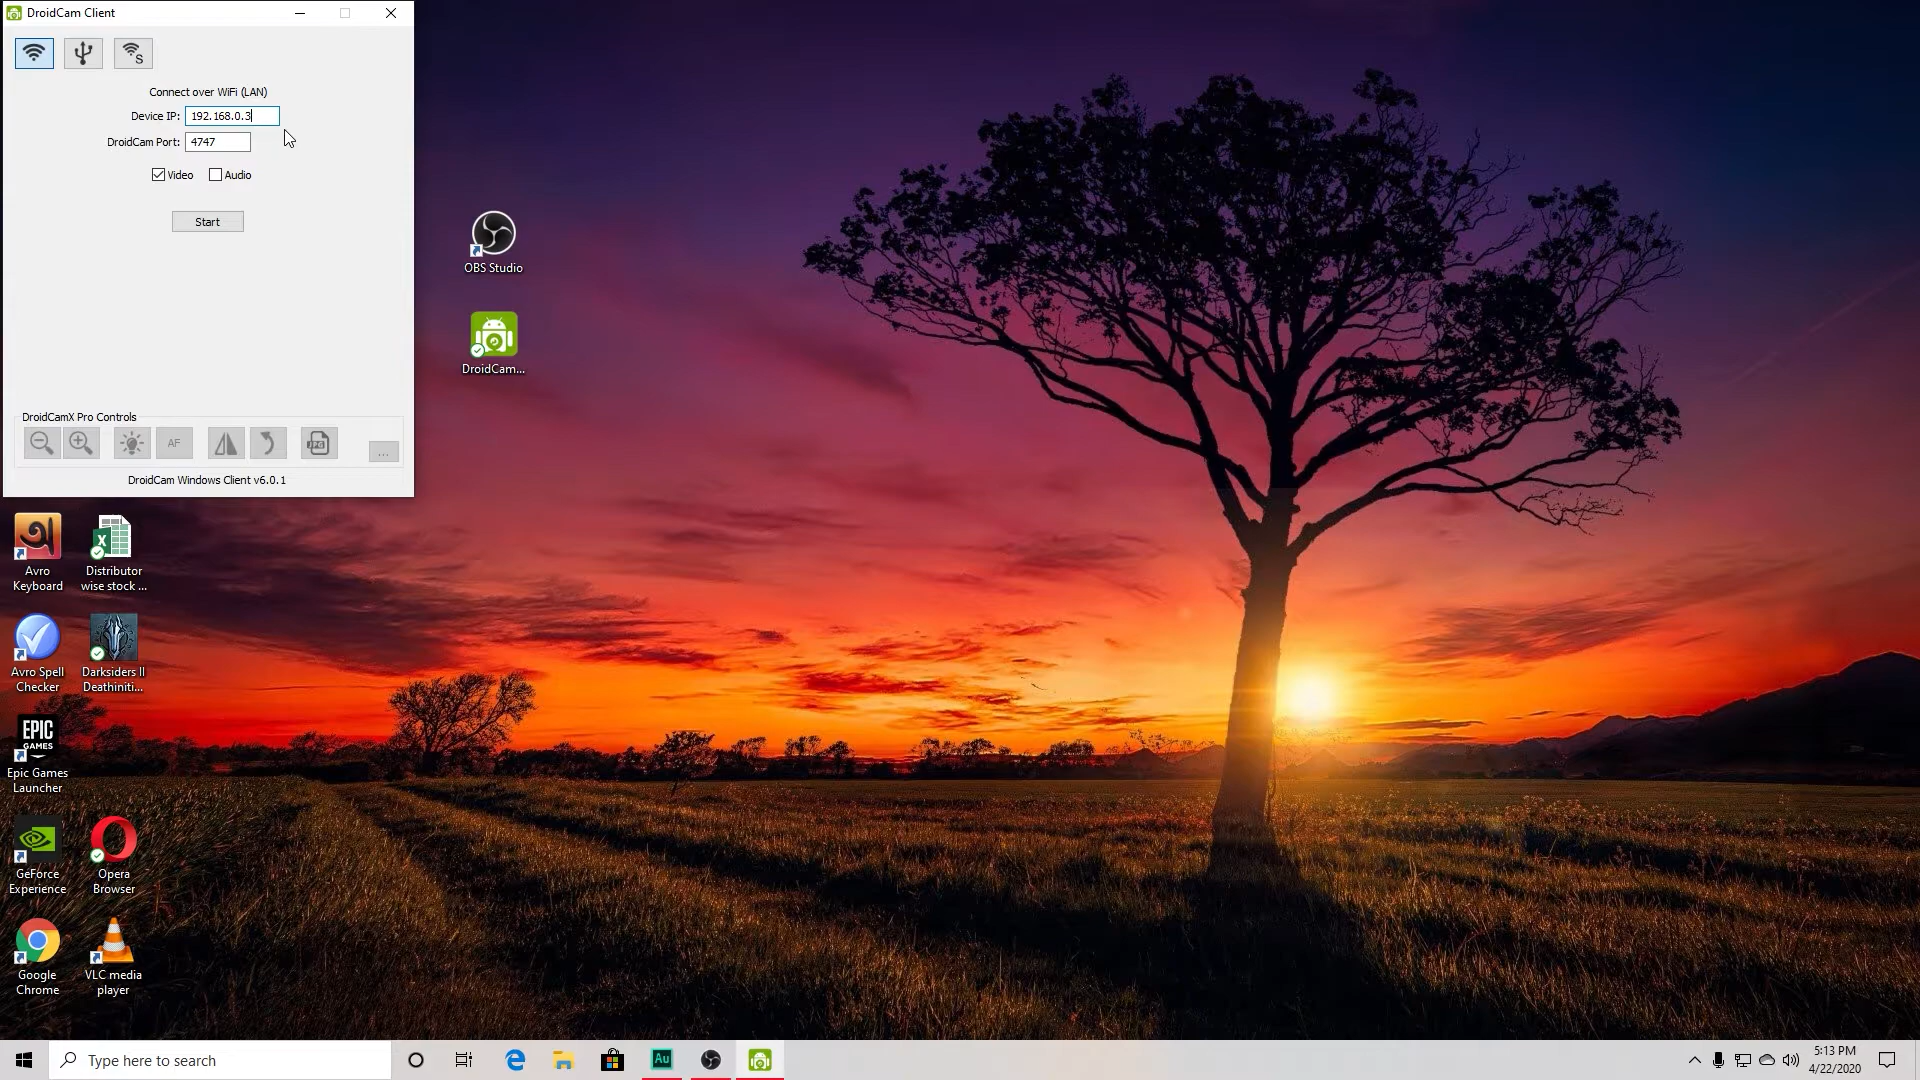 DroidCam Client
S
Connect over WiFi (LAN)
Device IP: 192.168.0.3
DroidCam Port: 4747
Video Audio
Start
DroidCamX Pro Controls
AF
JPG
...
DroidCam Windows Client v6.0.1
OBS Studio
DroidCam...
Avro
Keyboard
Distributor
wise stock ...
Avro Spell
Checker
Darksiders II
Deathiniti...
EPIC
GAMES
Epic Games
Launcher
GeForce
Experience
Opera
Browser
Google
Chrome
VLC media
player
Type here to search
Au
5:13 PM
4/22/2020